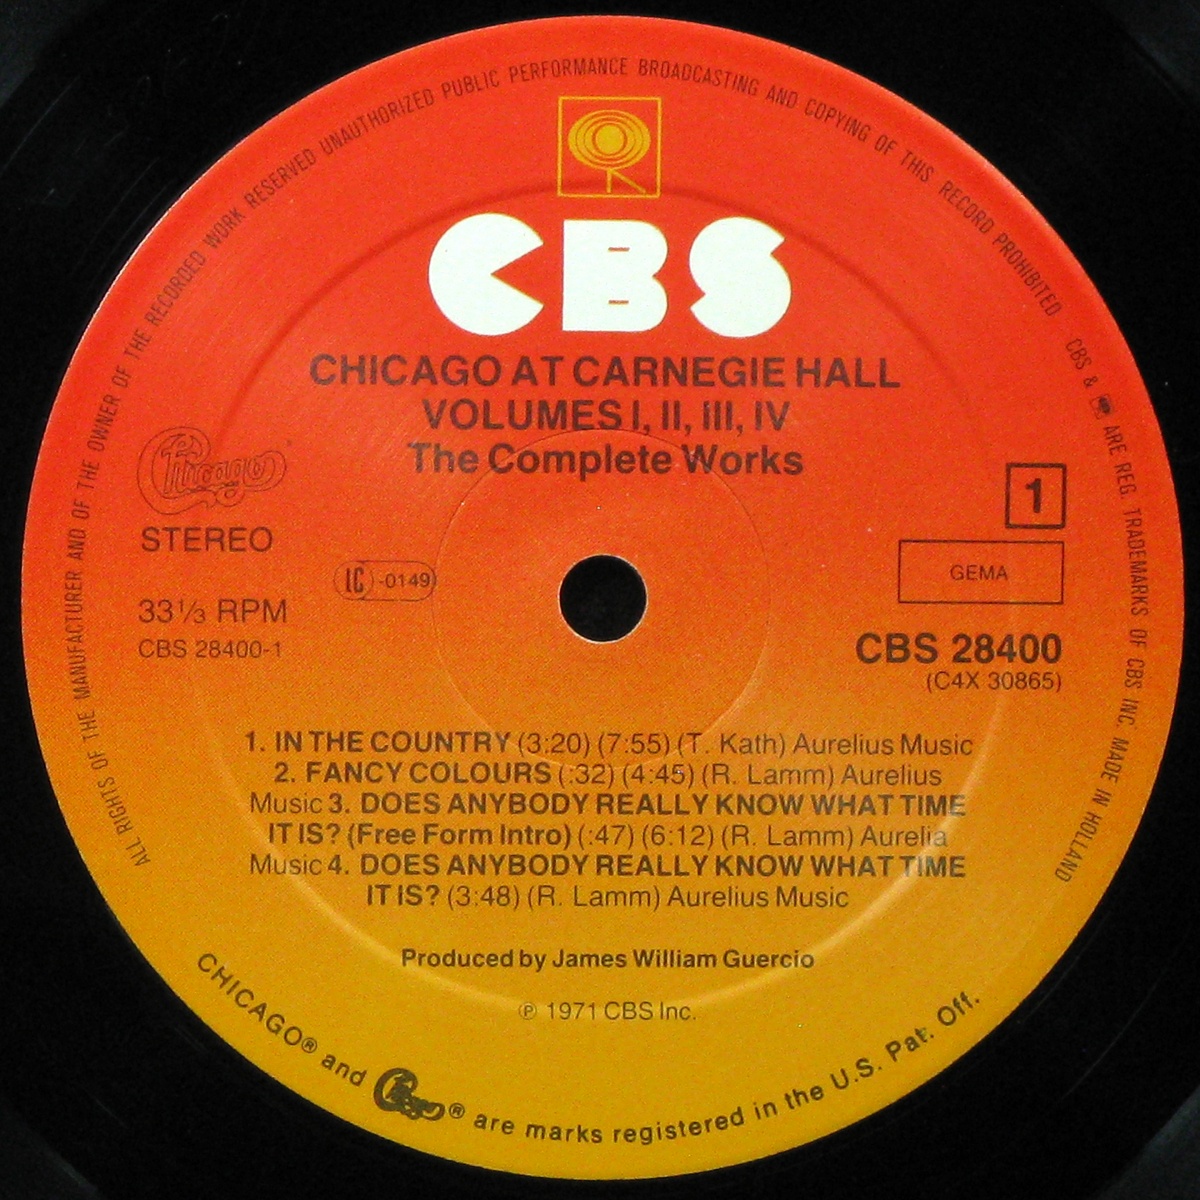 ALL RIGHTS OF THE MANUFACTURER AND OF THE OWNER OF THE RECORDED WORK RESERVED UNAUTHORIZED PUBLIC PERFORMANCE BROADCASTING AND COPYING OF THIS RECORD PROHIBITED
CBS & ARE REG. TRADEMARKS OF CBS INC. MADE IN HOLLAND
CBS
CHICAGO AT CARNEGIE HALL
VOLUMES I, II, III, IV
The Complete Works
Chicago
STEREO
1
LC -0149
GEMA
33 1/3 RPM
CBS 28400-1
CBS 28400
(C4X 30865)
1. IN THE COUNTRY (3:20) (7:55) (T. Kath) Aurelius Music
2. FANCY COLOURS (:32) (4:45) (R. Lamm) Aurelius
Music 3. DOES ANYBODY REALLY KNOW WHAT TIME
IT IS? (Free Form Intro) (:47) (6:12) (R. Lamm) Aurelia
Music 4. DOES ANYBODY REALLY KNOW WHAT TIME
IT IS? (3:48) (R. Lamm) Aurelius Music
Produced by James William Guercio
℗ 1971 CBS Inc.
CHICAGO® and Chicago® are marks registered in the U.S. Pat. Off.